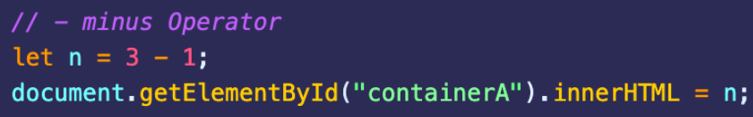 // - minus Operator
let n = 3 - 1;
document.getElementById("containerA").innerHTML = n;